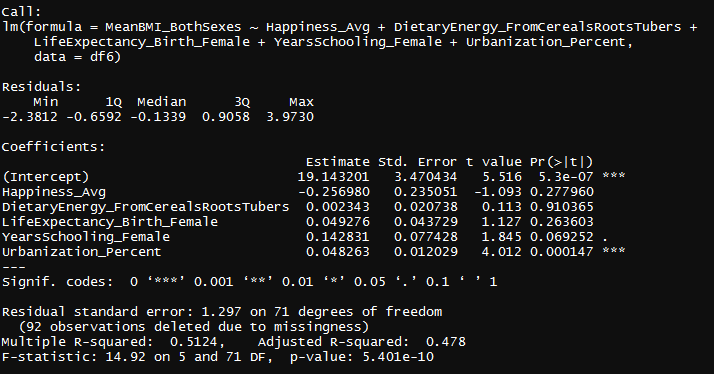 Call:
lm(formula = MeanBMI_BothSexes ~ Happiness_Avg + DietaryEnergy_FromCerealsRootsTubers +
    LifeExpectancy_Birth_Female + YearsSchooling_Female + Urbanization_Percent,
    data = df6)
Residuals:
    Min      1Q  Median      3Q     Max
-2.3812 -0.6592 -0.1339  0.9058  3.9730
Coefficients:
                                      Estimate Std. Error t value Pr(>|t|)
(Intercept)                          19.143201   3.470434   5.516  5.3e-07 ***
Happiness_Avg                        -0.256980   0.235051  -1.093 0.277960
DietaryEnergy_FromCerealsRootsTubers  0.002343   0.020738   0.113 0.910365
LifeExpectancy_Birth_Female           0.049276   0.043729   1.127 0.263603
YearsSchooling_Female                 0.142831   0.077428   1.845 0.069252 .
Urbanization_Percent                  0.048263   0.012029   4.012 0.000147 ***
---
Signif. codes:  0 ‘***’ 0.001 ‘**’ 0.01 ‘*’ 0.05 ‘.’ 0.1 ‘ ’ 1
Residual standard error: 1.297 on 71 degrees of freedom
  (92 observations deleted due to missingness)
Multiple R-squared:  0.5124,    Adjusted R-squared:  0.478
F-statistic: 14.92 on 5 and 71 DF,  p-value: 5.401e-10